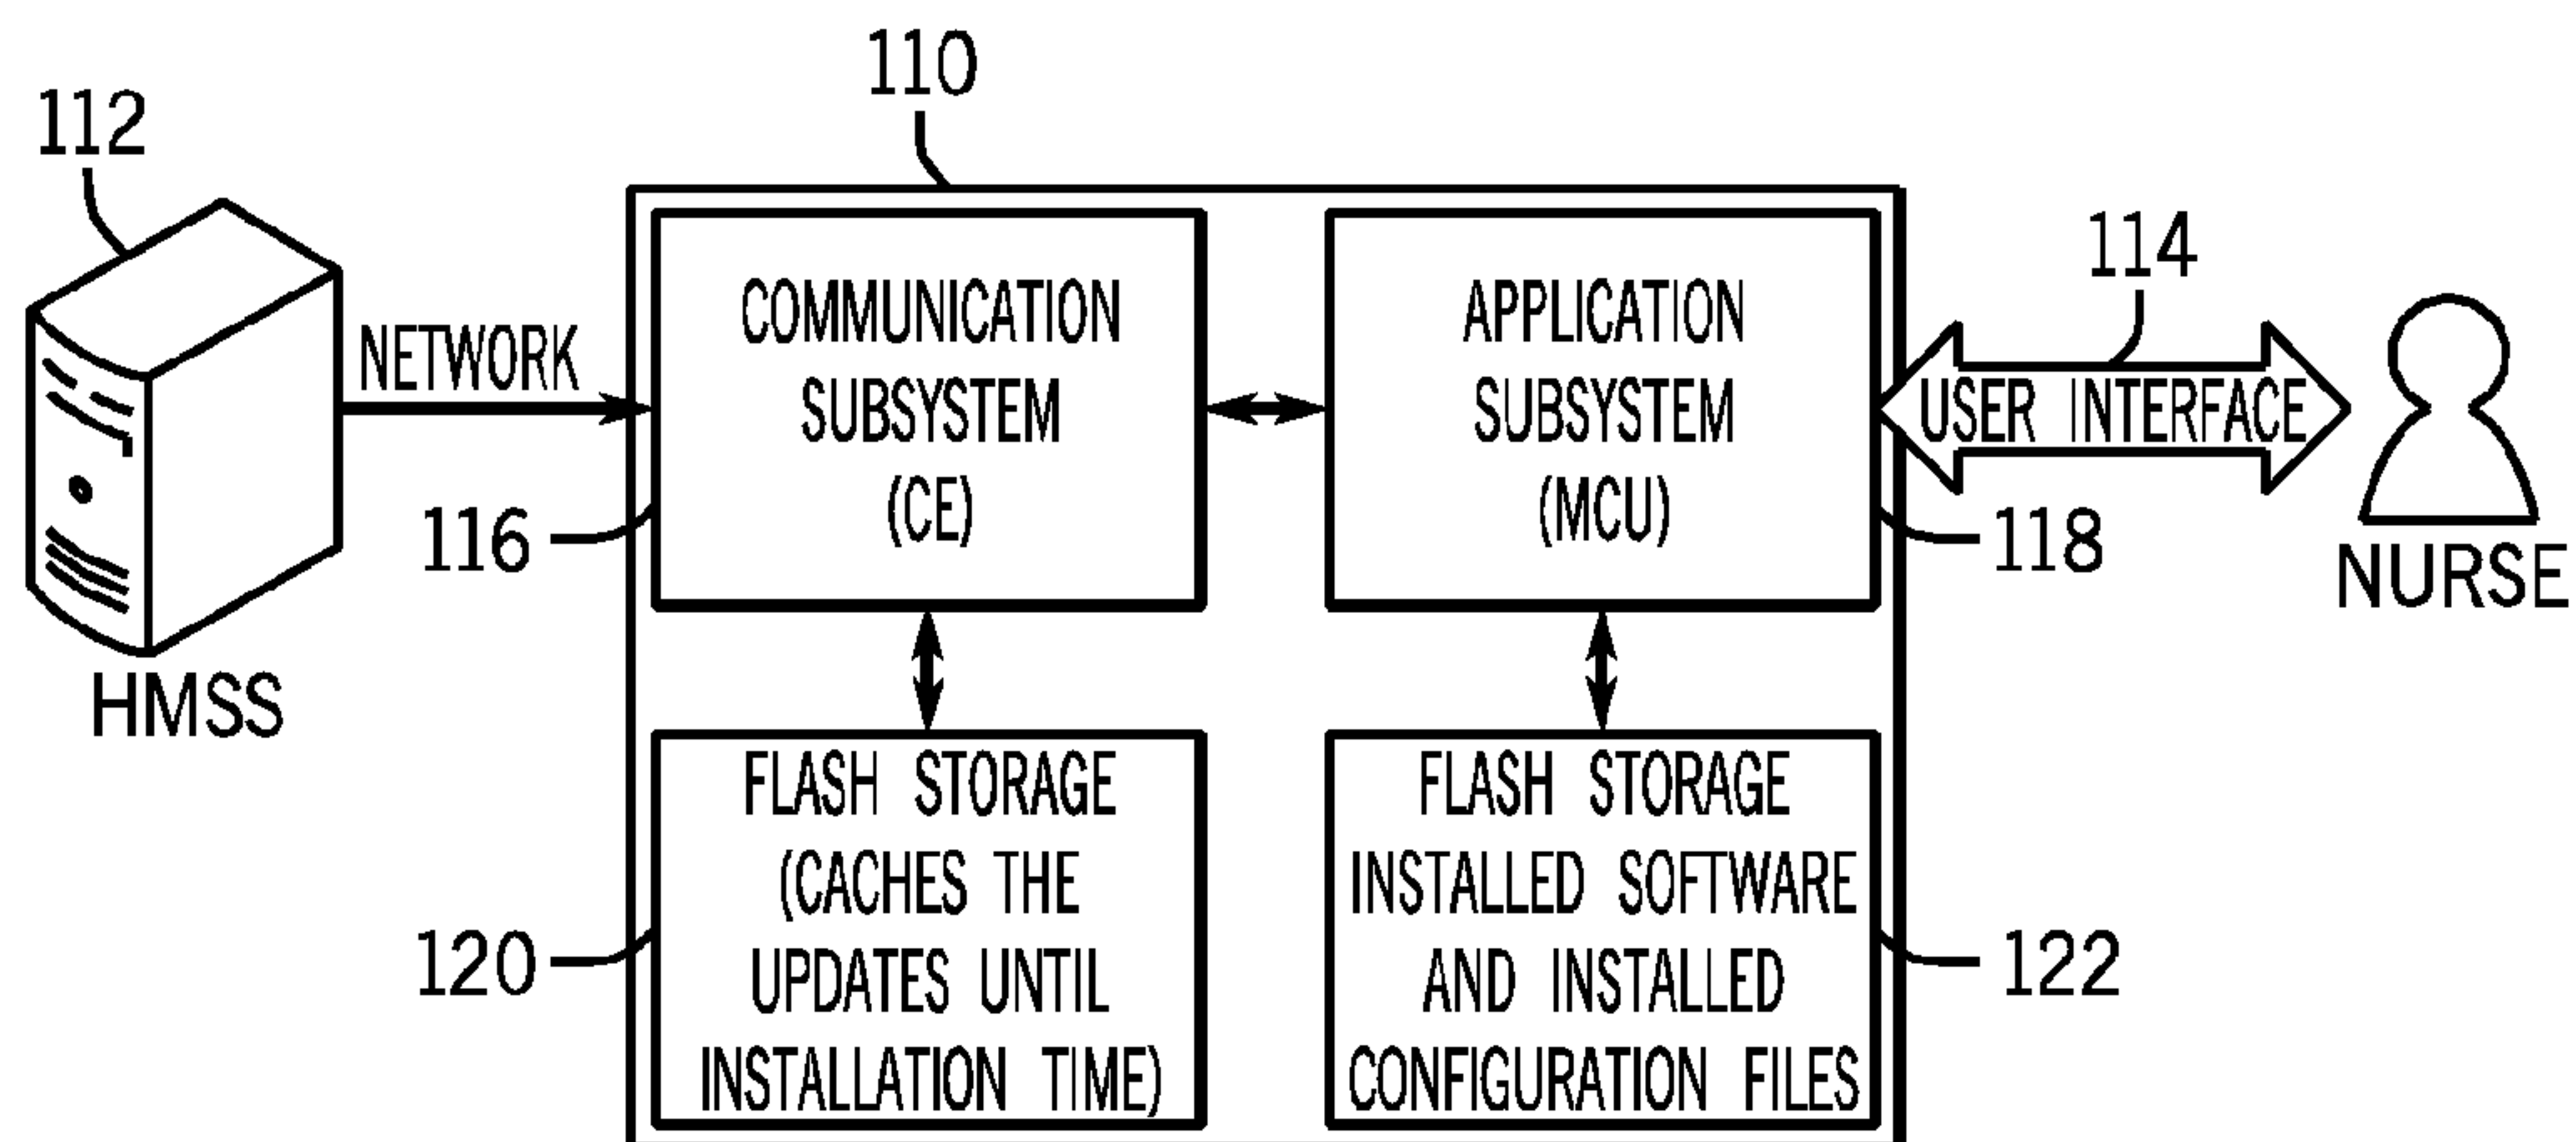 110
112
114
NETWORK
COMMUNICATION
SUBSYSTEM
(CE)
APPLICATION
SUBSYSTEM
(MCU)
USER INTERFACE
116
118
NURSE
HMSS
FLASH STORAGE
(CACHES THE
UPDATES UNTIL
INSTALLATION TIME)
FLASH STORAGE
INSTALLED SOFTWARE
AND INSTALLED
CONFIGURATION FILES
120
122